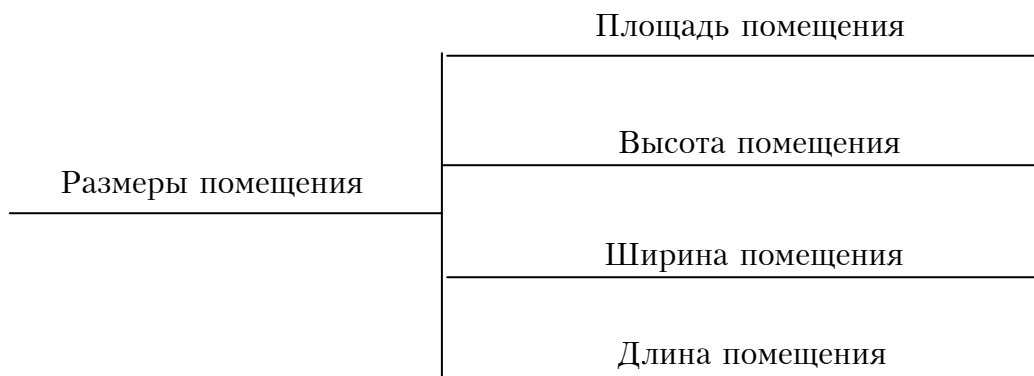 Площадь помещения
Высота помещения
Размеры помещения
Ширина помещения
Длина помещения